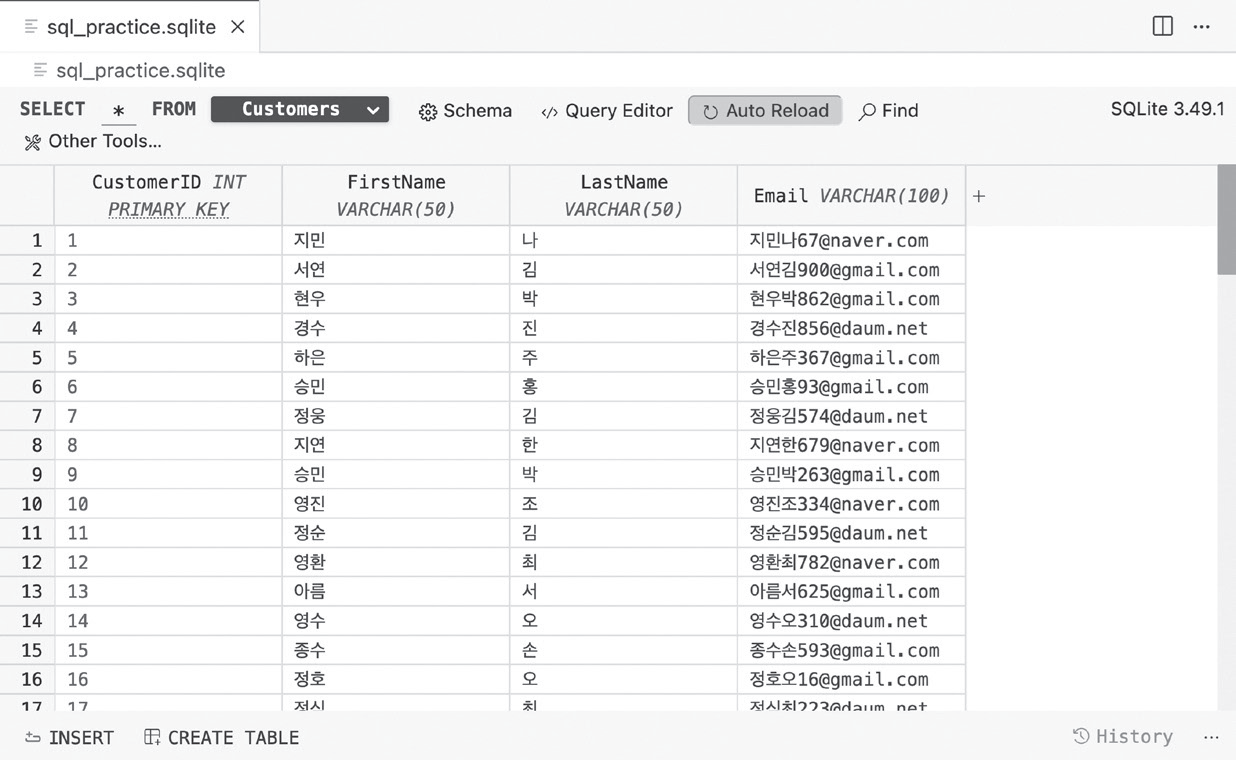 sql_practice.sqlite
sql_practice.sqlite
SELECT * FROM Customers Schema Query Editor Auto Reload Find SQLite 3.49.1
Other Tools...
CustomerID INT PRIMARY KEY FirstName VARCHAR(50) LastName VARCHAR(50) Email VARCHAR(100) +
1 1 지민 나 지민나67@naver.com
2 2 서연 김 서연김900@gmail.com
3 3 현우 박 현우박862@gmail.com
4 4 경수 진 경수진856@daum.net
5 5 하은 주 하은주367@gmail.com
6 6 승민 홍 승민홍93@gmail.com
7 7 정웅 김 정웅김574@daum.net
8 8 지연 한 지연한679@naver.com
9 9 승민 박 승민박263@gmail.com
10 10 영진 조 영진조334@naver.com
11 11 정순 김 정순김595@daum.net
12 12 영환 최 영환최782@naver.com
13 13 아름 서 아름서625@gmail.com
14 14 영수 오 영수오310@daum.net
15 15 종수 손 종수손593@gmail.com
16 16 정호 오 정호오16@gmail.com
17 17 최
INSERT CREATE TABLE History ...